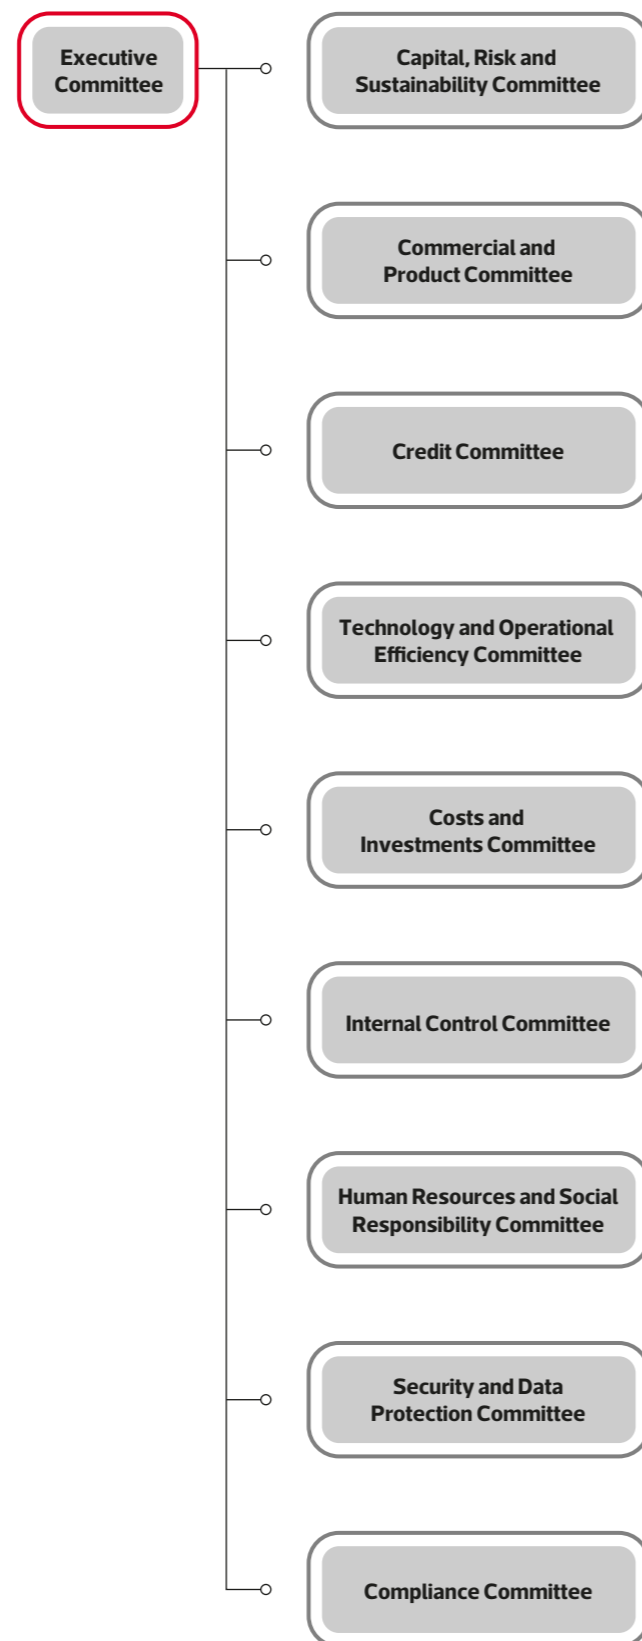 Executive
Committee
Capital, Risk and
Sustainability Committee
Commercial and
Product Committee
Credit Committee
Technology and Operational
Efficiency Committee
Costs and
Investments Committee
Internal Control Committee
Human Resources and Social
Responsibility Committee
Security and Data
Protection Committee
Compliance Committee